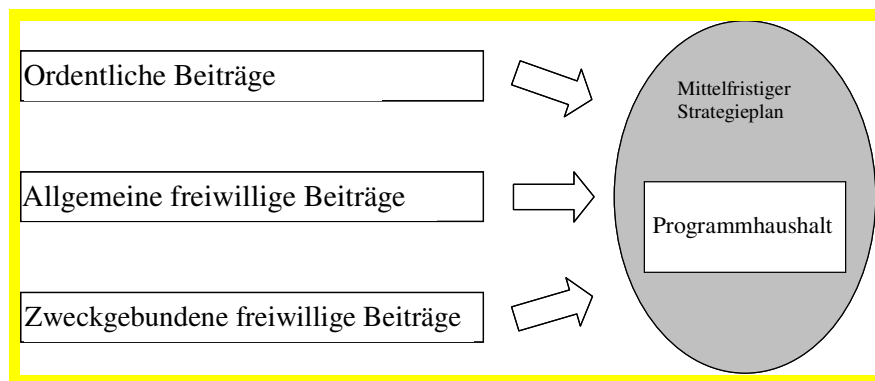 Ordentliche Beiträge
Mittelfristiger
Strategieplan
Allgemeine freiwillige Beiträge
Programmhaushalt
Zweckgebundene freiwillige Beiträge